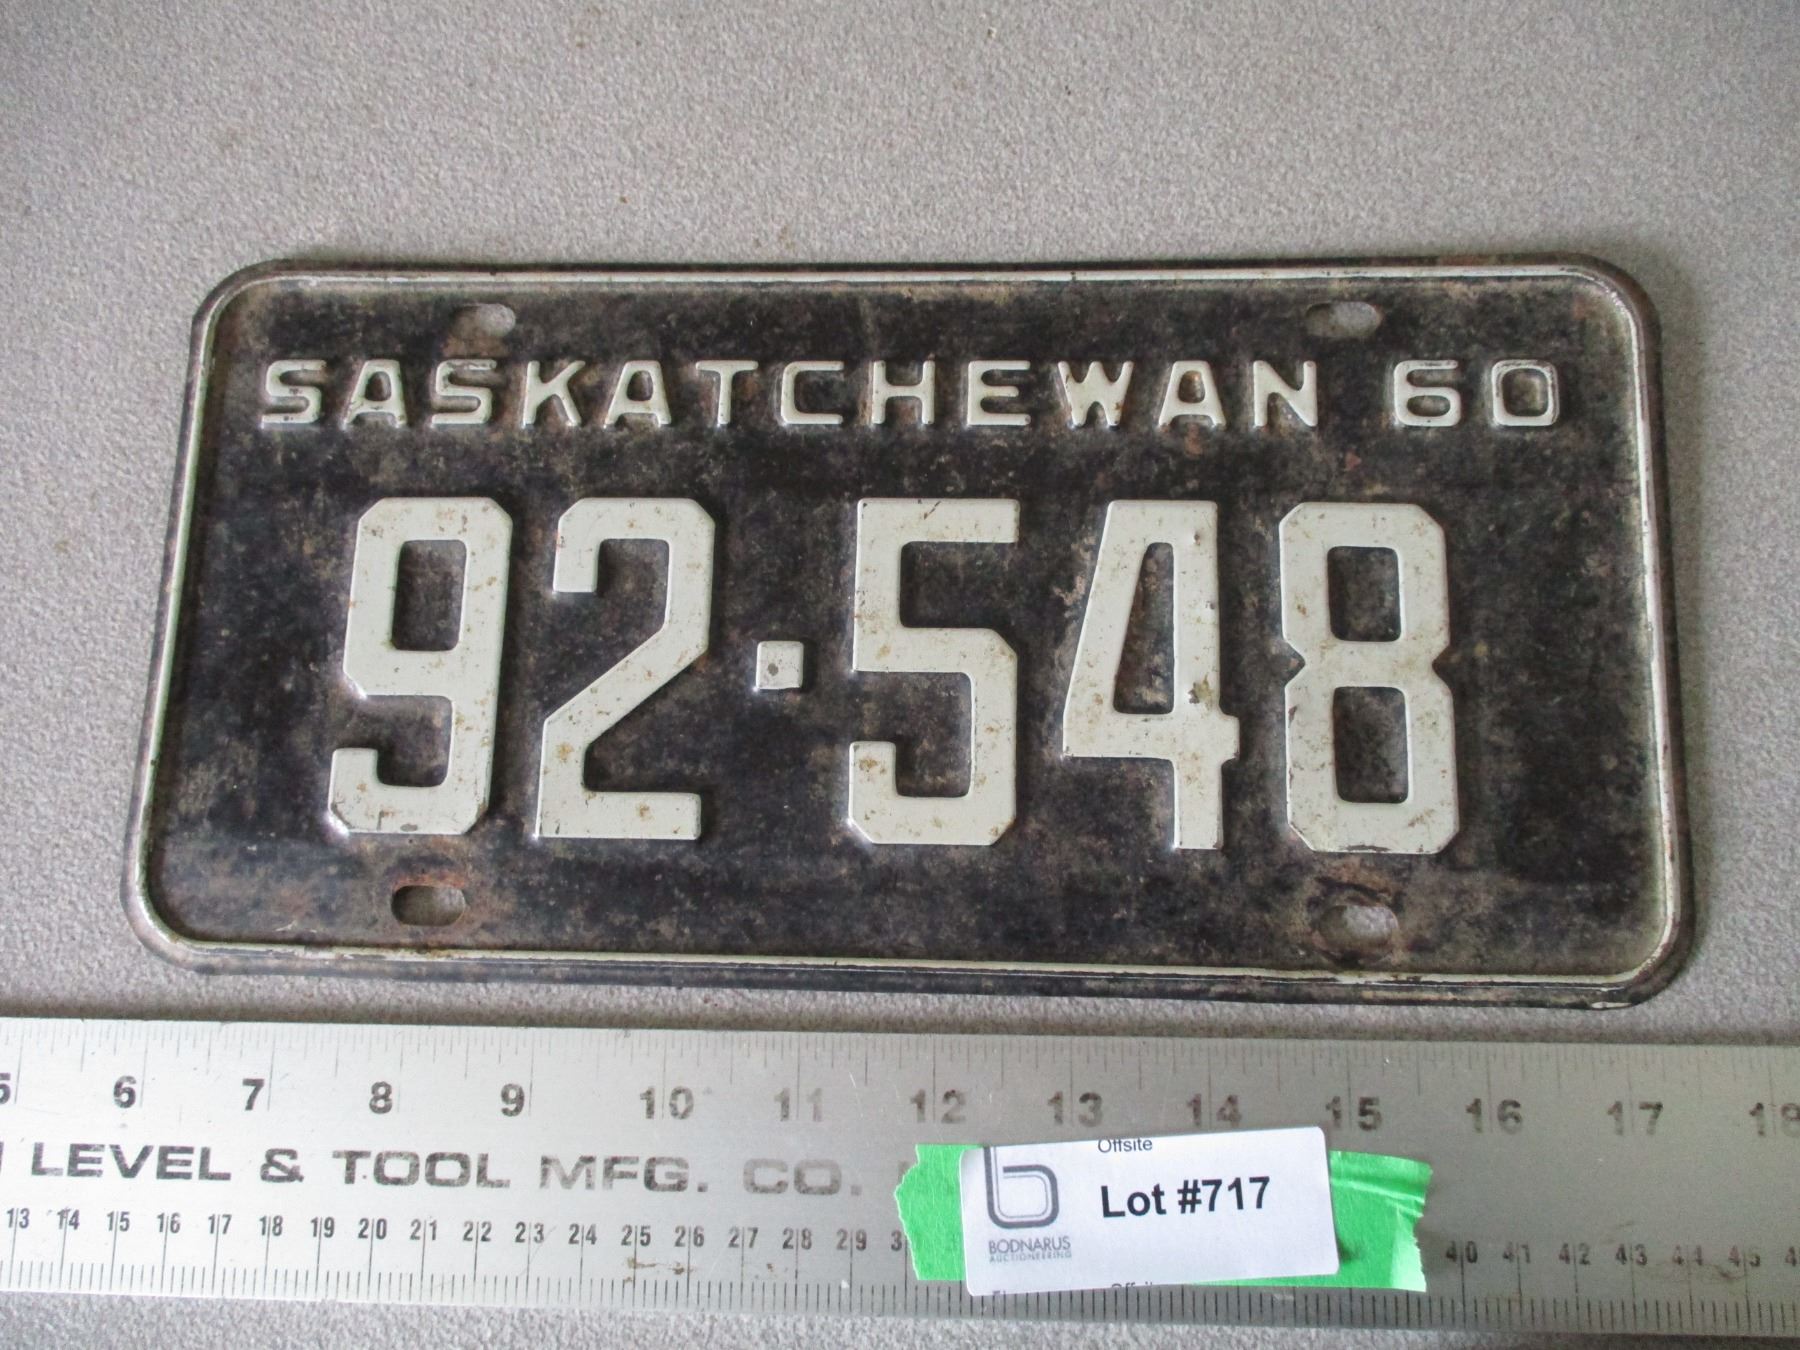 SASKATCHEWAN 60
92·548
5 6 7 8 9 10 11 12 13 14 15 16 17 18
LEVEL & TOOL MFG. CO.
13 14 15 16 17 18 19 20 21 22 23 24 25 26 27 28 29 40 41 42 43 44 45
Offsite
Lot #717
BODNARUS
AUCTIONEERING